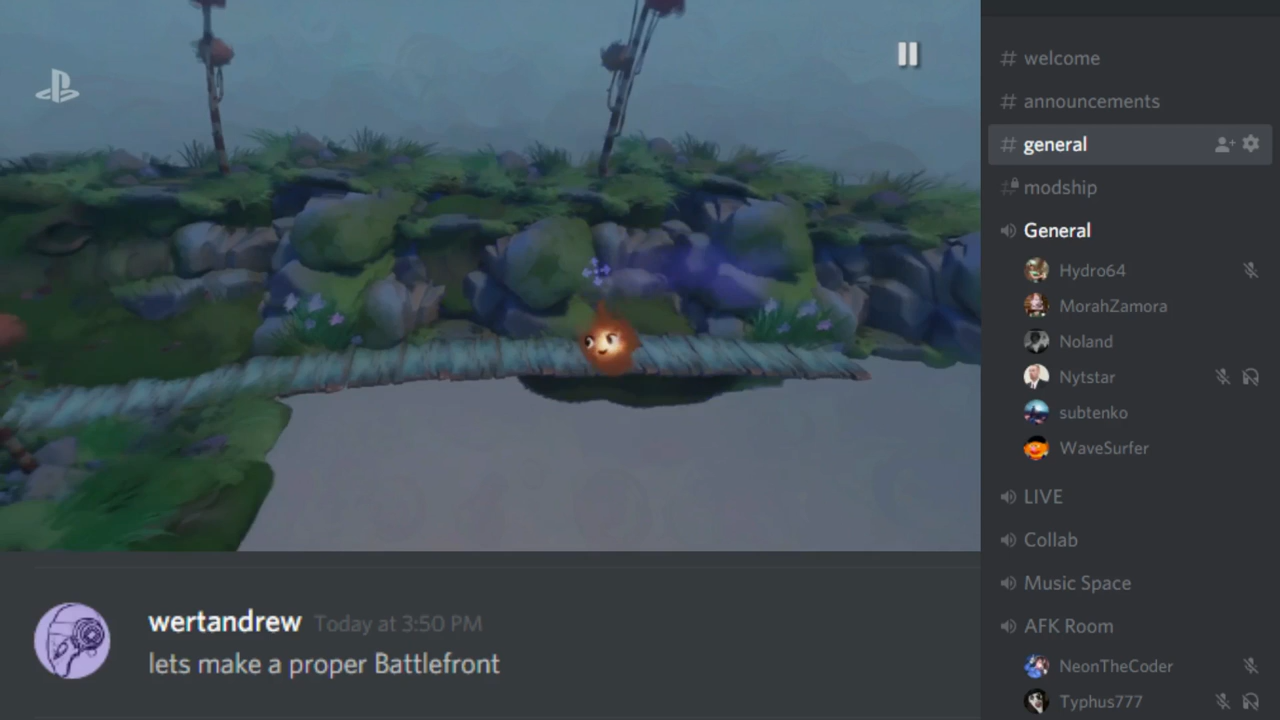 # welcome
# announcements
# general
# modship
General
Hydro64
MorahZamora
Noland
Nytstar
subtenko
WaveSurfer
LIVE
Collab
Music Space
AFK Room
NeonTheCoder
Typhus777
wertandrew Today at 3:50 PM
lets make a proper Battlefront